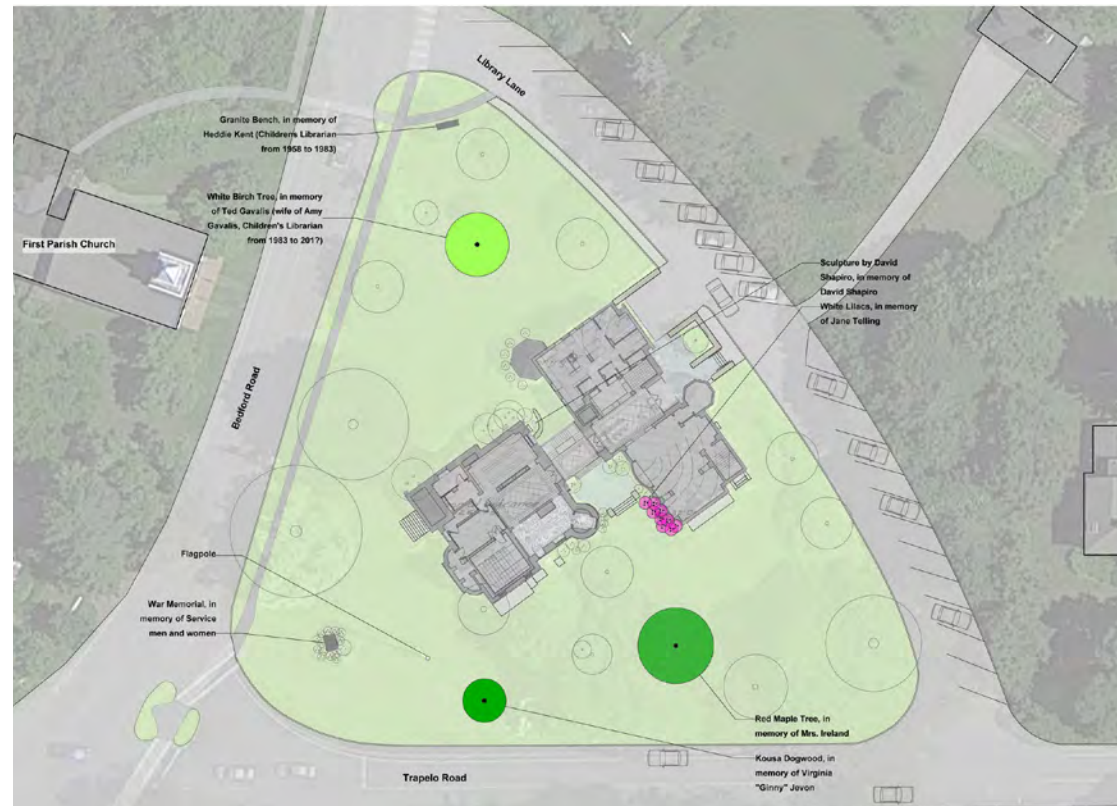 Library Lane
Granite Bench, in memory of
Heddie Kent (Childrens Librarian
from 1958 to 1983)
White Birch Tree, in memory
of Ted Gavalis (wife of Amy
Gavalis, Children's Librarian
from 1983 to 201?)
First Parish Church
Sculpture by David
Shapiro, in memory of
David Shapiro
White Lilacs, in memory
of Jane Telling
Bedford Road
Flagpole
War Memorial, in
memory of Service
men and women
Red Maple Tree, in
memory of Mrs. Ireland
Kousa Dogwood, in
memory of Virginia
"Ginny" Jevon
Trapelo Road